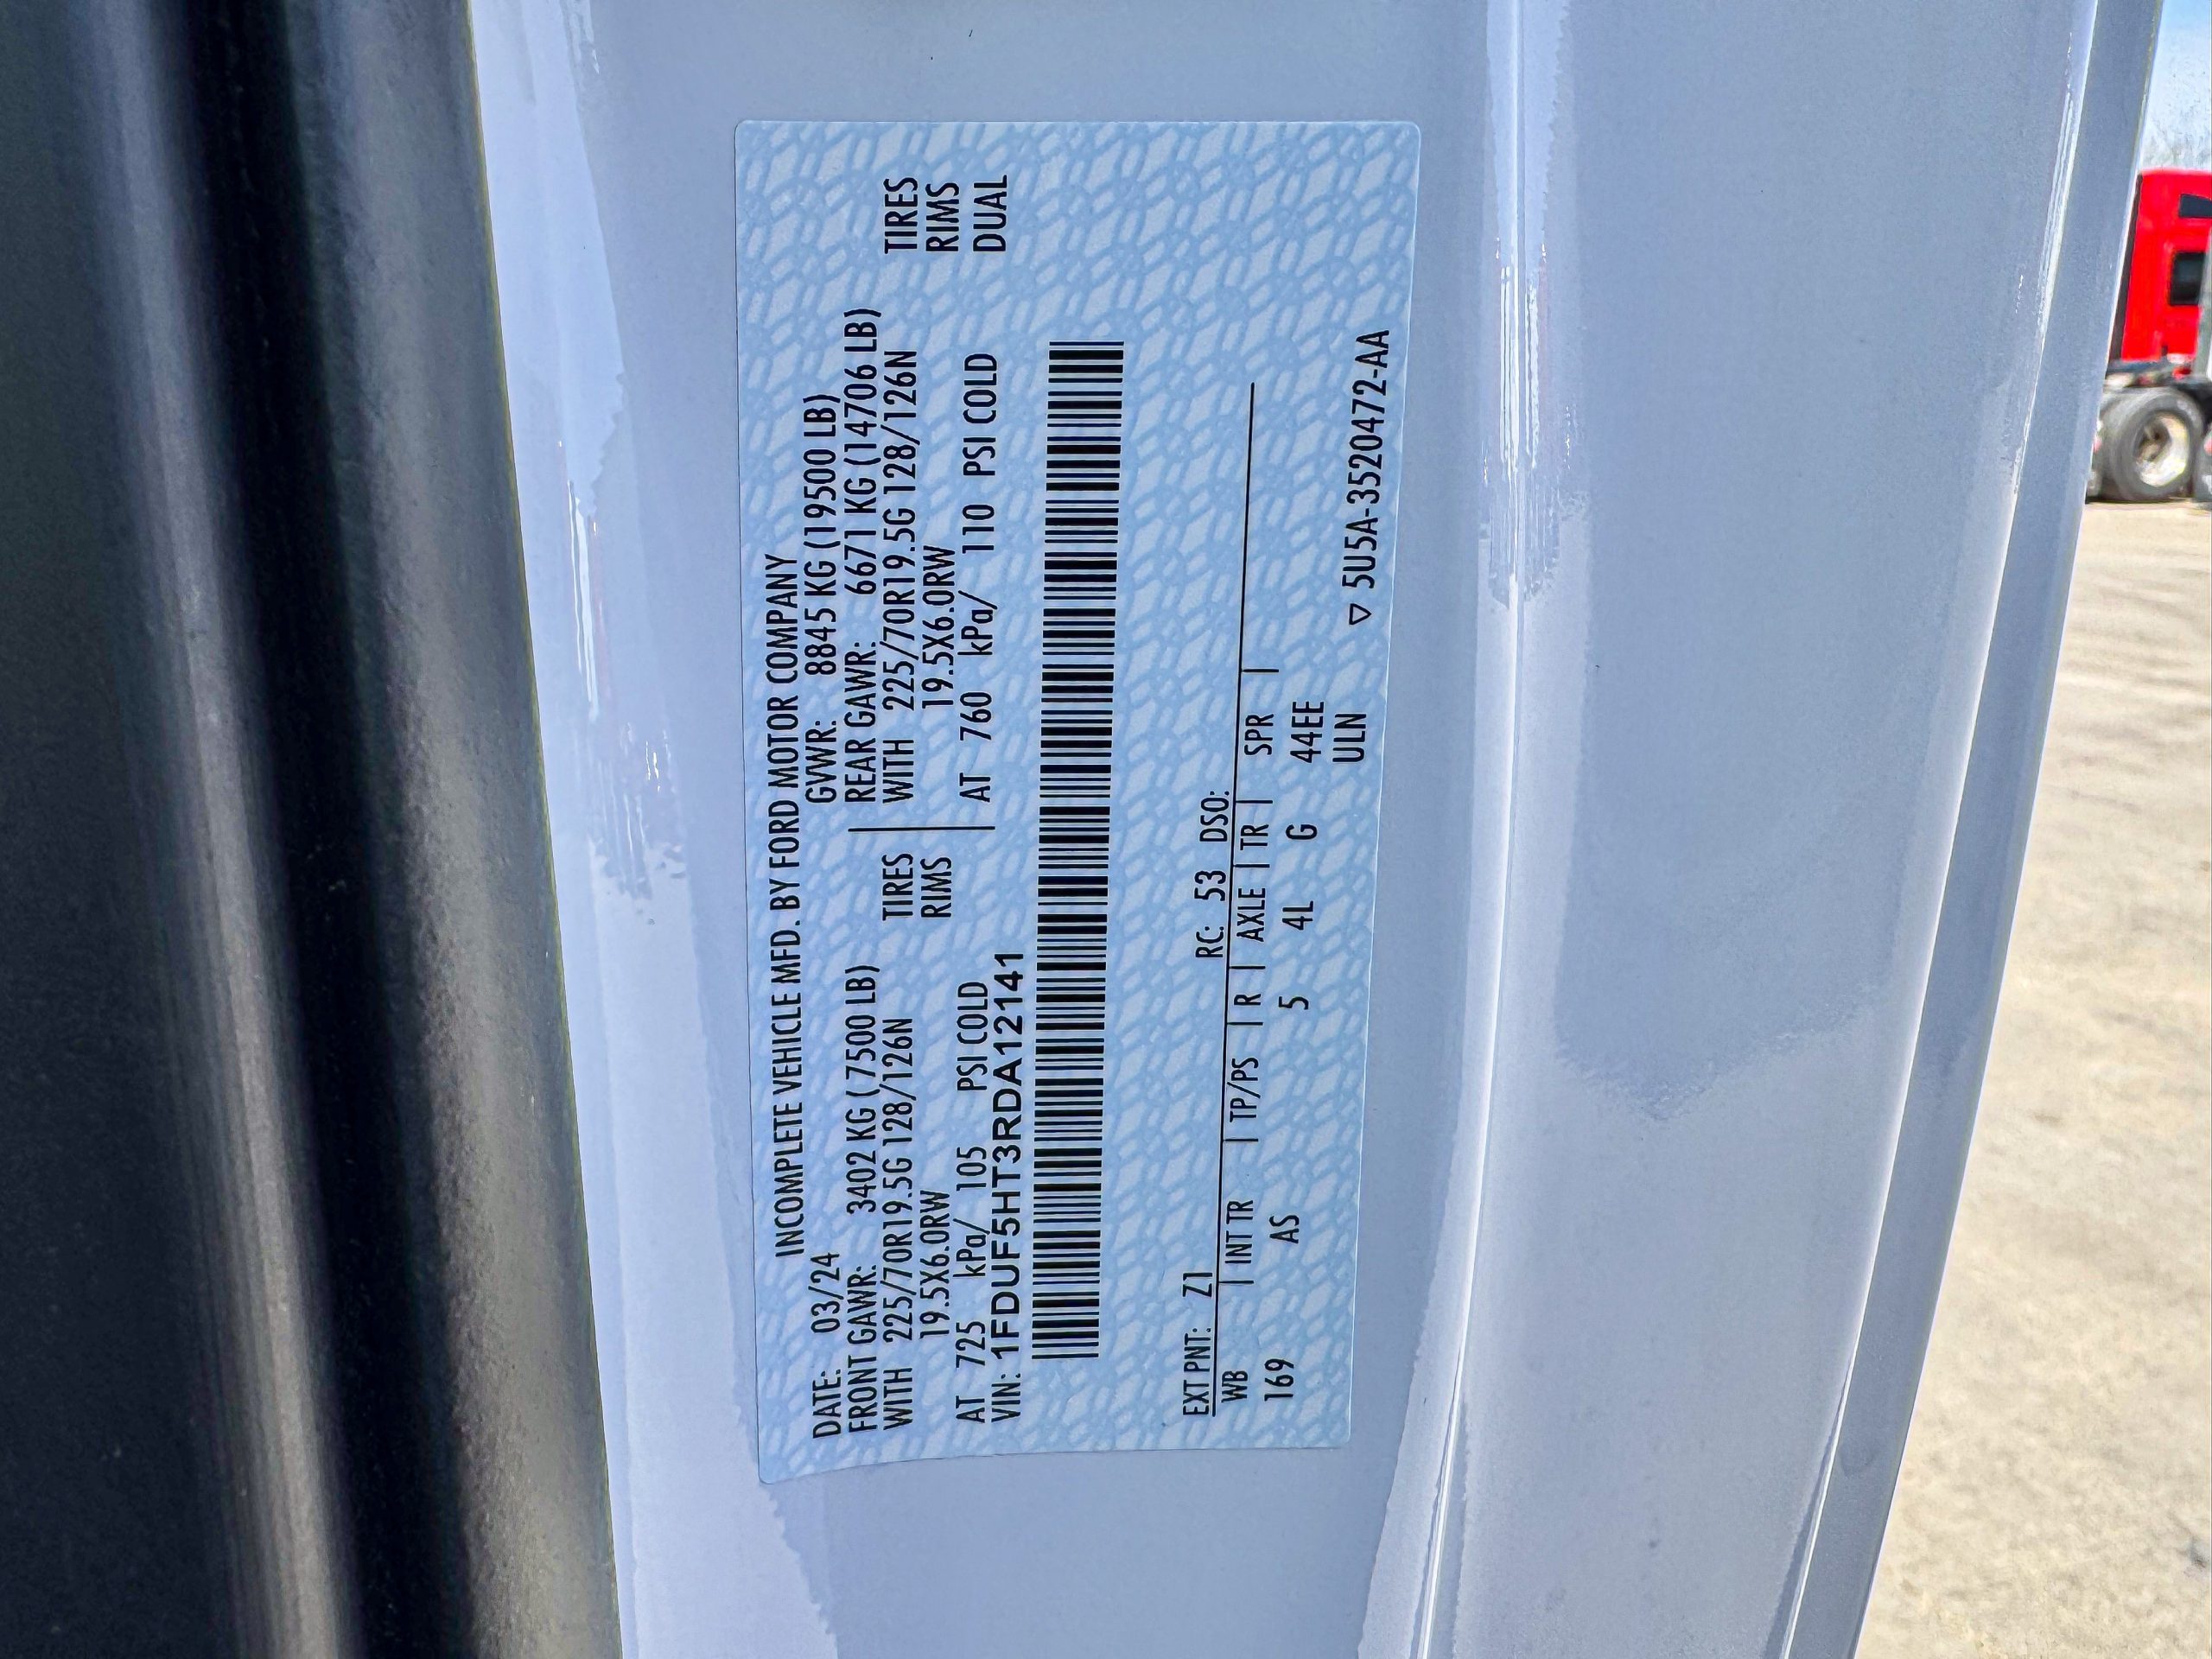 INCOMPLETE VEHICLE MFD. BY FORD MOTOR COMPANY
DATE: 03/24 GVWR: 8845 KG (19500 LB)
FRONT GAWR: 3402 KG (7500 LB) REAR GAWR: 6671 KG (14706 LB)
WITH 225/70R19.5G 128/126N TIRES WITH 225/70R19.5G 128/126N TIRES
19.5X6.0RW RIMS 19.5X6.0RW RIMS
AT 725 kPa/ 105 PSI COLD AT 760 kPa/ 110 PSI COLD DUAL
VIN: 1FDUF5HT3RDA12141
EXT PNT: Z1 RC: 53 DSO:
WB | INT TR | TP/PS | R | AXLE | TR | SPR |
169 AS 5 4L G 44EE
ULN
▽ 5U5A-3520472-AA